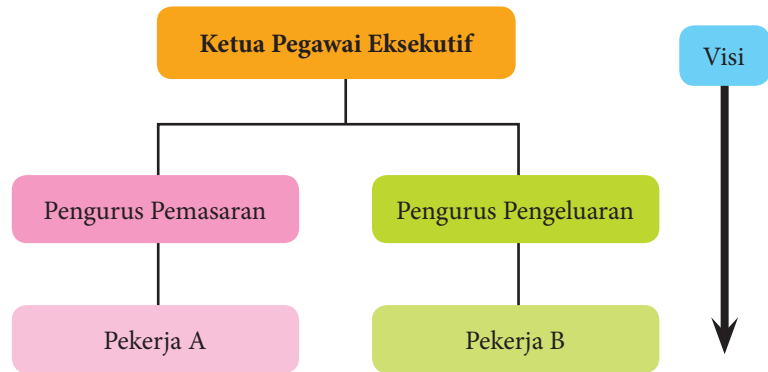 Ketua Pegawai Eksekutif
Visi
Pengurus Pemasaran
Pengurus Pengeluaran
Pekerja A
Pekerja B